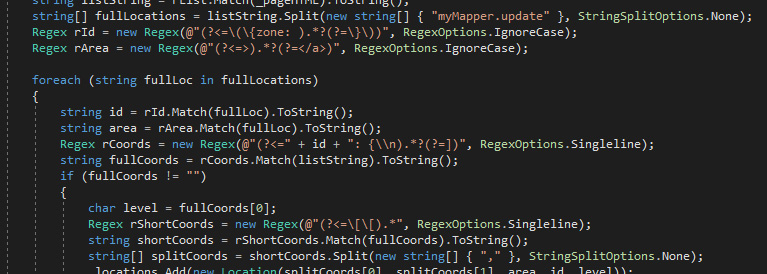 string listString = rList.Match(_pageHTML).ToString();
string[] fullLocations = listString.Split(new string[] { "myMapper.update" }, StringSplitOptions.None);
Regex rId = new Regex(@"(?<=\(\{zone: ).*?(?=\}\))", RegexOptions.IgnoreCase);
Regex rArea = new Regex(@"(?<=>).*?(?=</a>)", RegexOptions.IgnoreCase);
foreach (string fullLoc in fullLocations)
{
string id = rId.Match(fullLoc).ToString();
string area = rArea.Match(fullLoc).ToString();
Regex rCoords = new Regex(@"(?<=" + id + ": {\\n).*?(?=])", RegexOptions.Singleline);
string fullCoords = rCoords.Match(listString).ToString();
if (fullCoords != "")
{
char level = fullCoords[0];
Regex rShortCoords = new Regex(@"(?<=\[\[).*", RegexOptions.Singleline);
string shortCoords = rShortCoords.Match(fullCoords).ToString();
string[] splitCoords = shortCoords.Split(new string[] { "," }, StringSplitOptions.None);
_locations.Add(new Location(splitCoords[0], splitCoords[1], area, id, level));